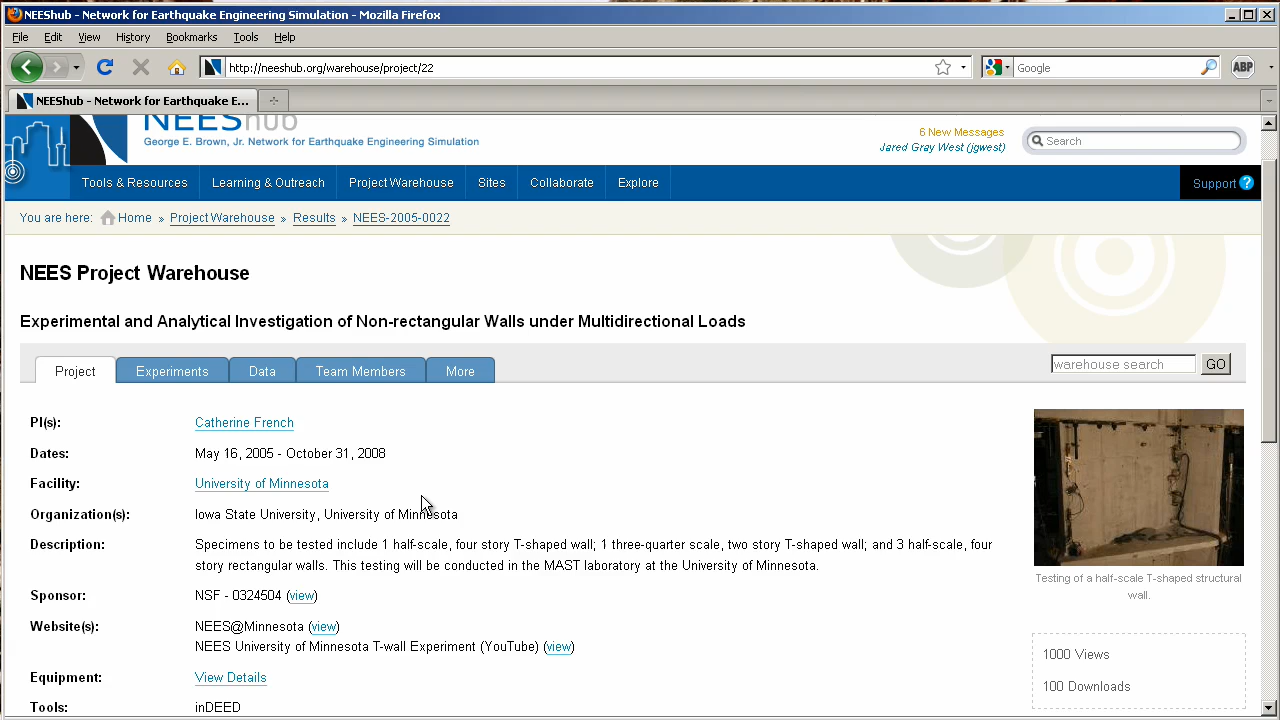 NEEShub - Network for Earthquake Engineering Simulation - Mozilla Firefox
File Edit View History Bookmarks Tools Help
http://neeshub.org/warehouse/project/22
Google
ABP
NEEShub - Network for Earthquake E...
NEEShub
George E. Brown, Jr. Network for Earthquake Engineering Simulation
6 New Messages
Jared Gray West (jgwest)
Search
Tools & Resources Learning & Outreach Project Warehouse Sites Collaborate Explore Support ?
You are here: Home » Project Warehouse » Results » NEES-2005-0022
NEES Project Warehouse
Experimental and Analytical Investigation of Non-rectangular Walls under Multidirectional Loads
Project Experiments Data Team Members More
warehouse search GO
PI(s): Catherine French
Dates: May 16, 2005 - October 31, 2008
Facility: University of Minnesota
Organization(s): Iowa State University, University of Minnesota
Description: Specimens to be tested include 1 half-scale, four story T-shaped wall; 1 three-quarter scale, two story T-shaped wall; and 3 half-scale, four
story rectangular walls. This testing will be conducted in the MAST laboratory at the University of Minnesota.
Sponsor: NSF - 0324504 (view)
Website(s): NEES@Minnesota (view)
NEES University of Minnesota T-wall Experiment (YouTube) (view)
Equipment: View Details
Tools: inDEED
Testing of a half-scale T-shaped structural
wall.
1000 Views
100 Downloads